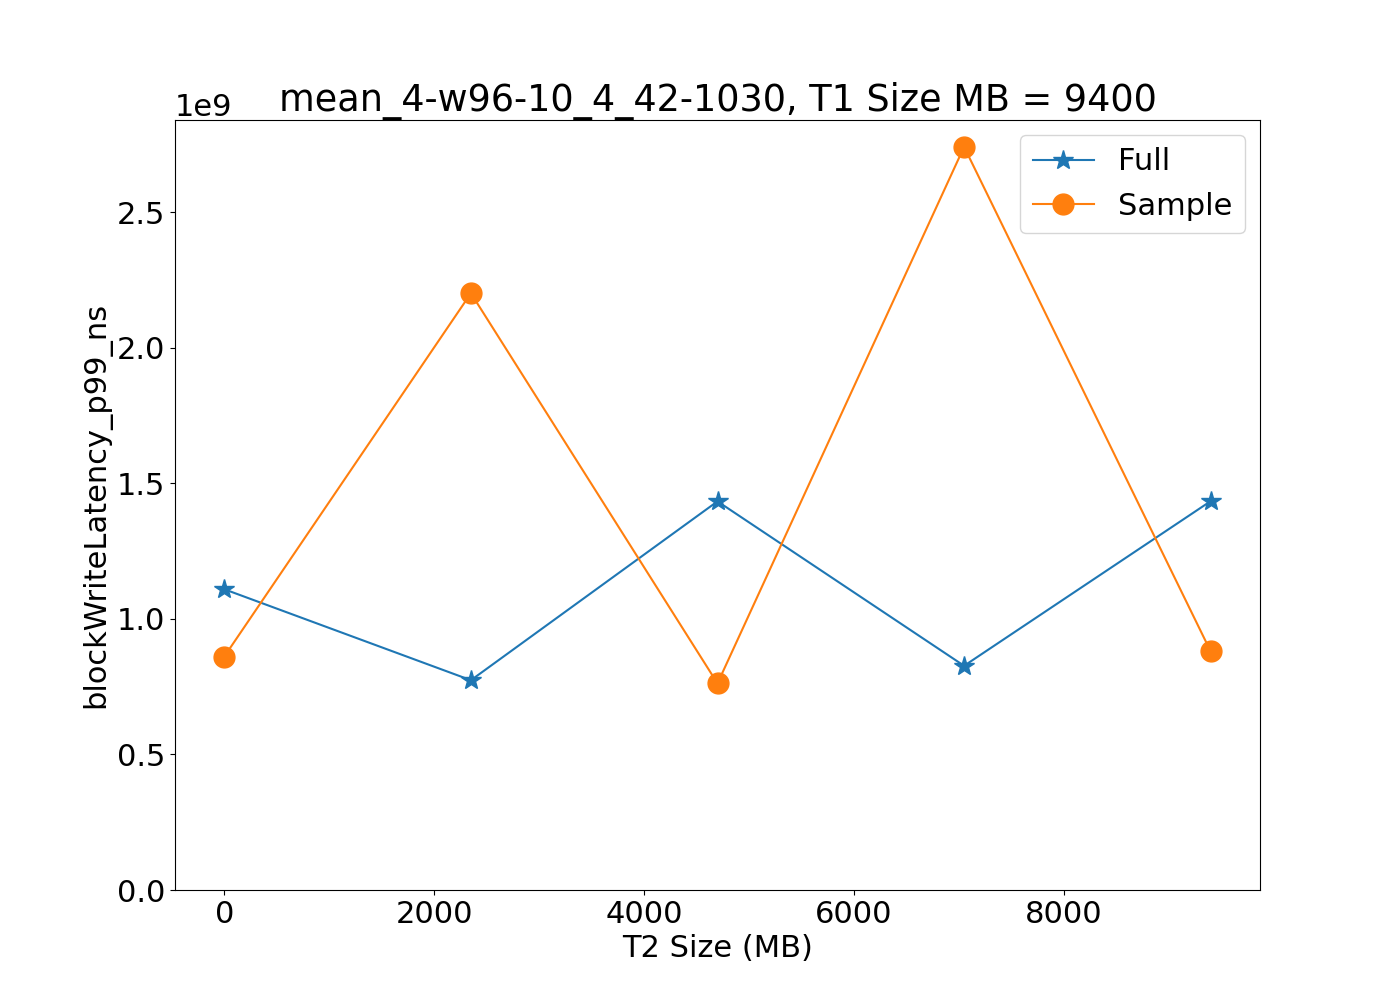 mean_4-w96-10_4_42-1030, T1 Size MB = 9400
1e9
Full
Sample
2.5
2.0
1.5
1.0
0.5
0.0
blockWriteLatency_p99_ns
0 2000 4000 6000 8000
T2 Size (MB)